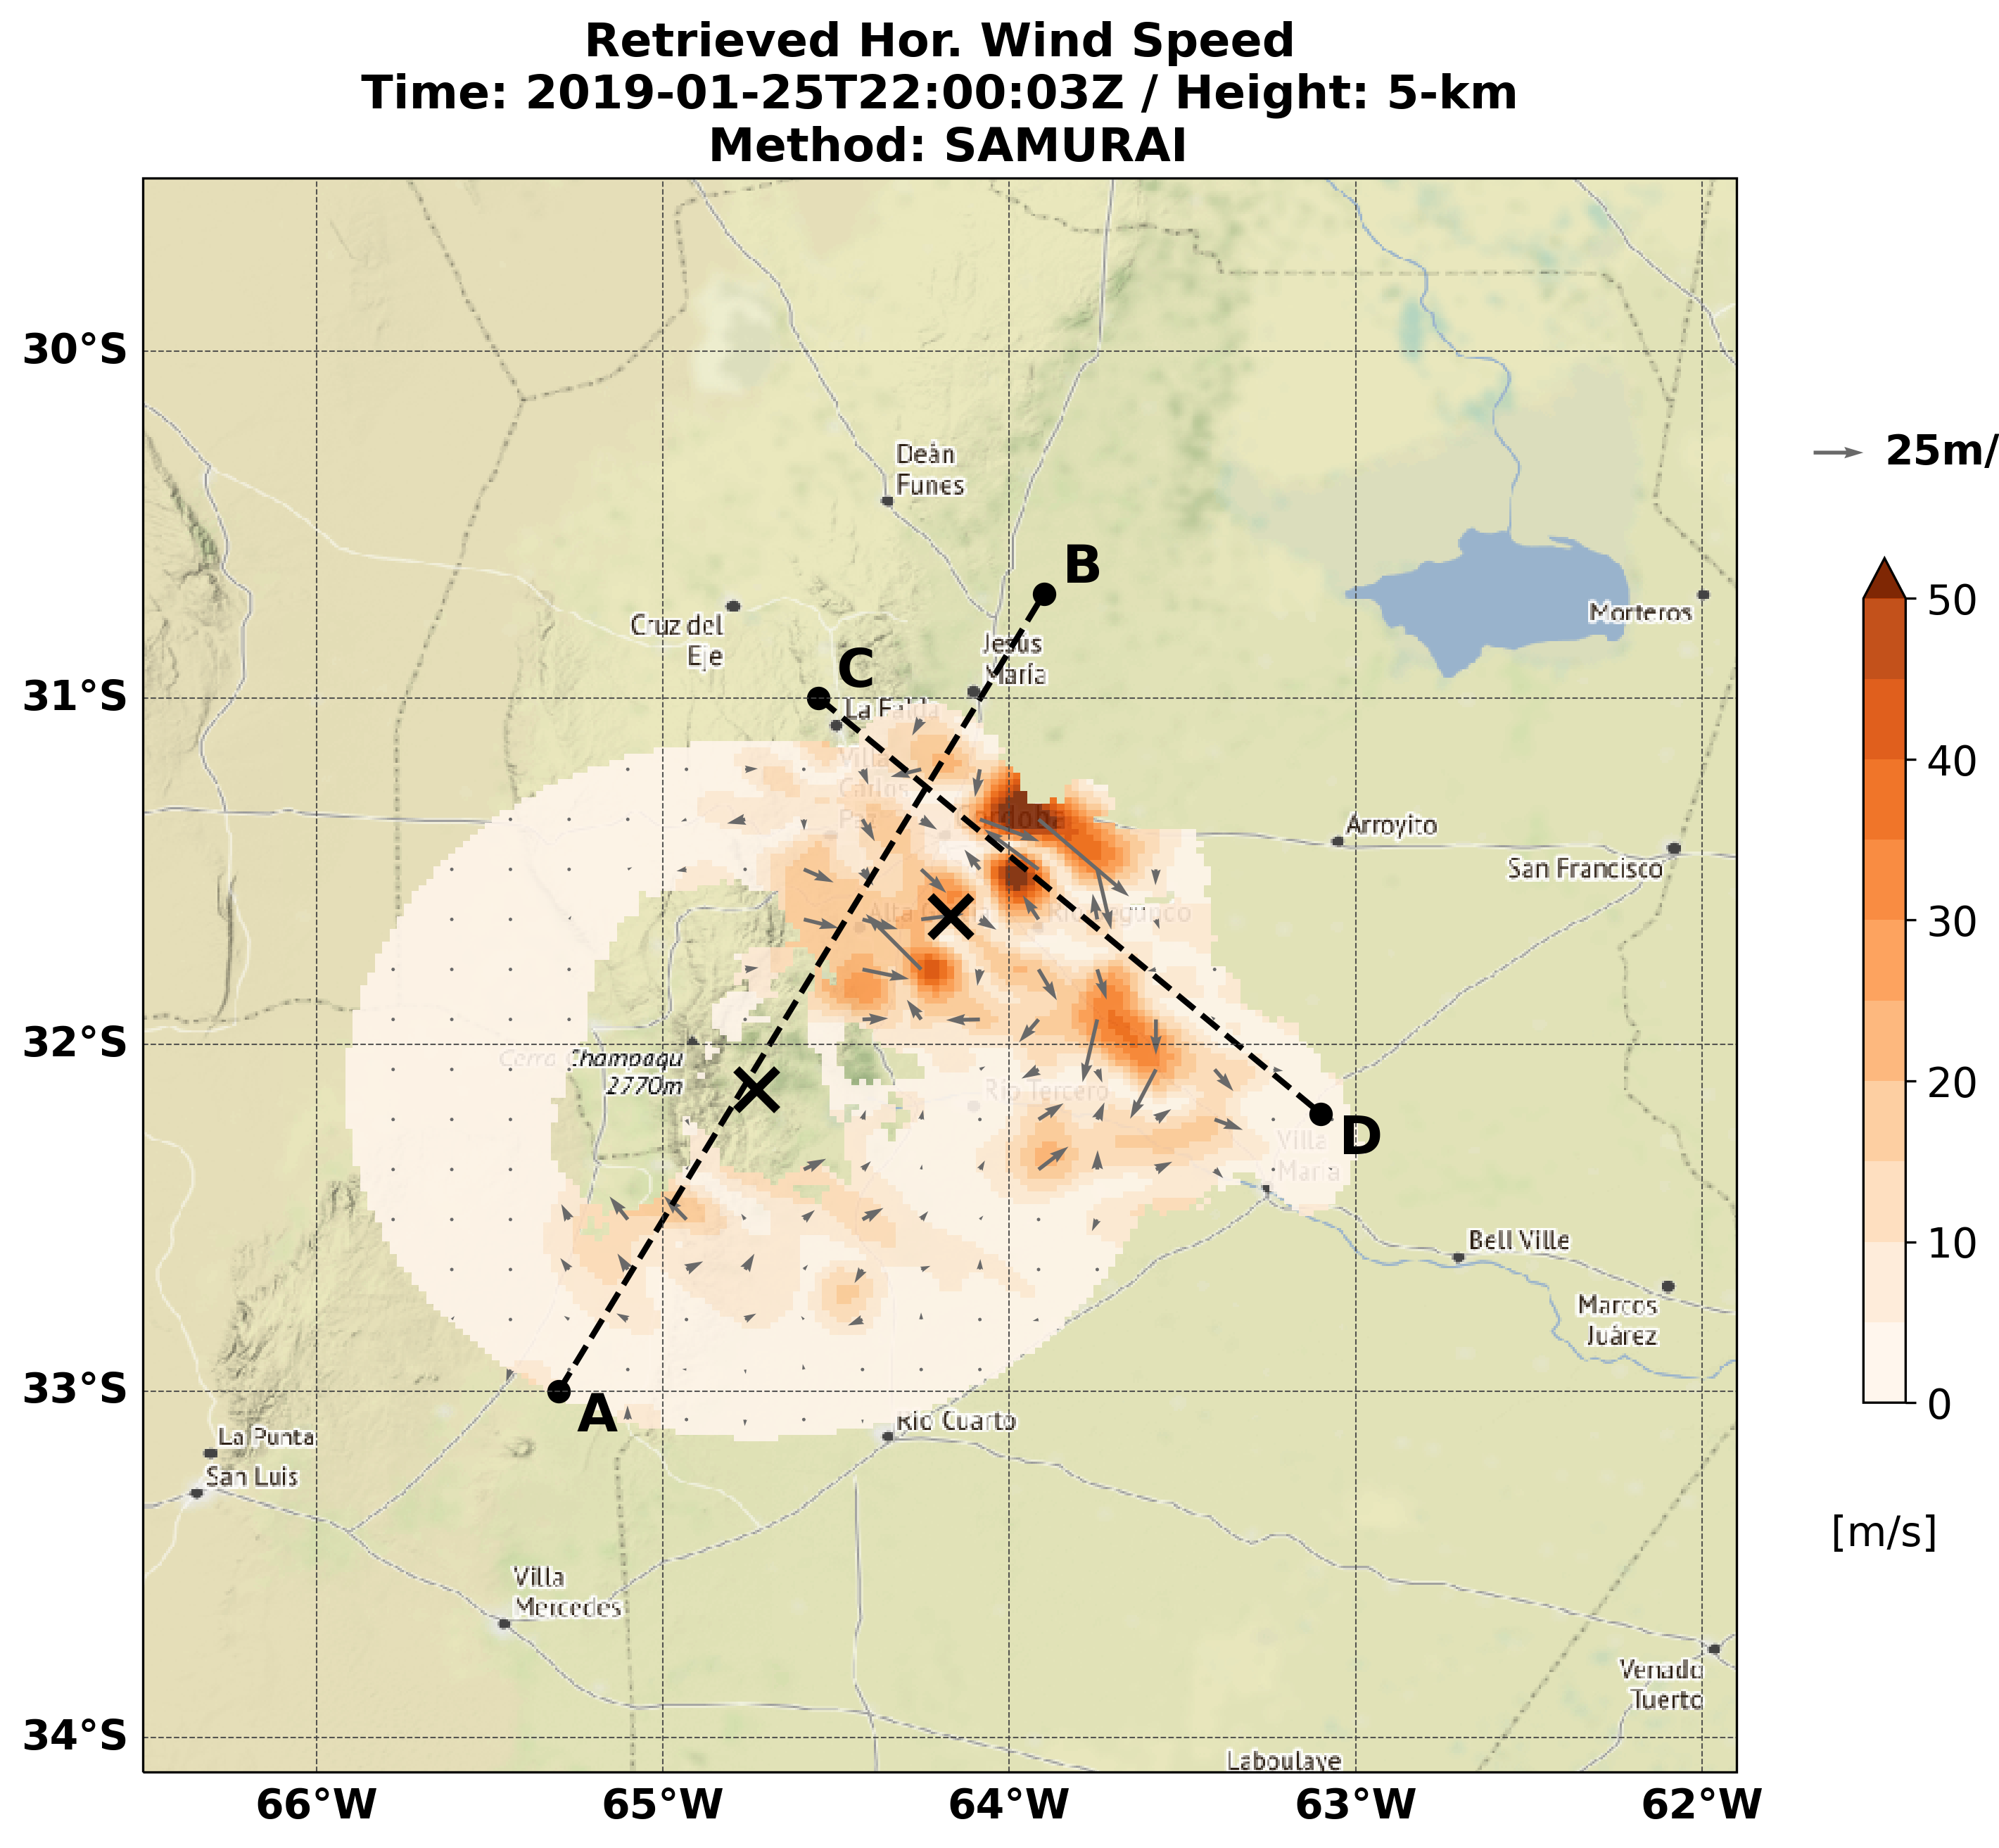 Retrieved Hor. Wind Speed
Time: 2019-01-25T22:00:03Z / Height: 5-km
Method: SAMURAI
30°S
31°S
32°S
33°S
34°S
66°W
65°W
64°W
63°W
62°W
25m/
50
40
30
20
10
0
[m/s]
Deán
Funes
B
Cruz del
Eje
Jesús
María
Morteros
C
La Falda
Villa
Carlos
Paz
doba
Arroyito
San Francisco
Alta
Río Segundo
Cerro Champaqu
2770m
Río Tercero
D
Villa
María
Bell Ville
Marcos
Juárez
A
Río Cuarto
La Punta
San Luis
Villa
Mercedes
Venado
Tuerto
Laboulaye